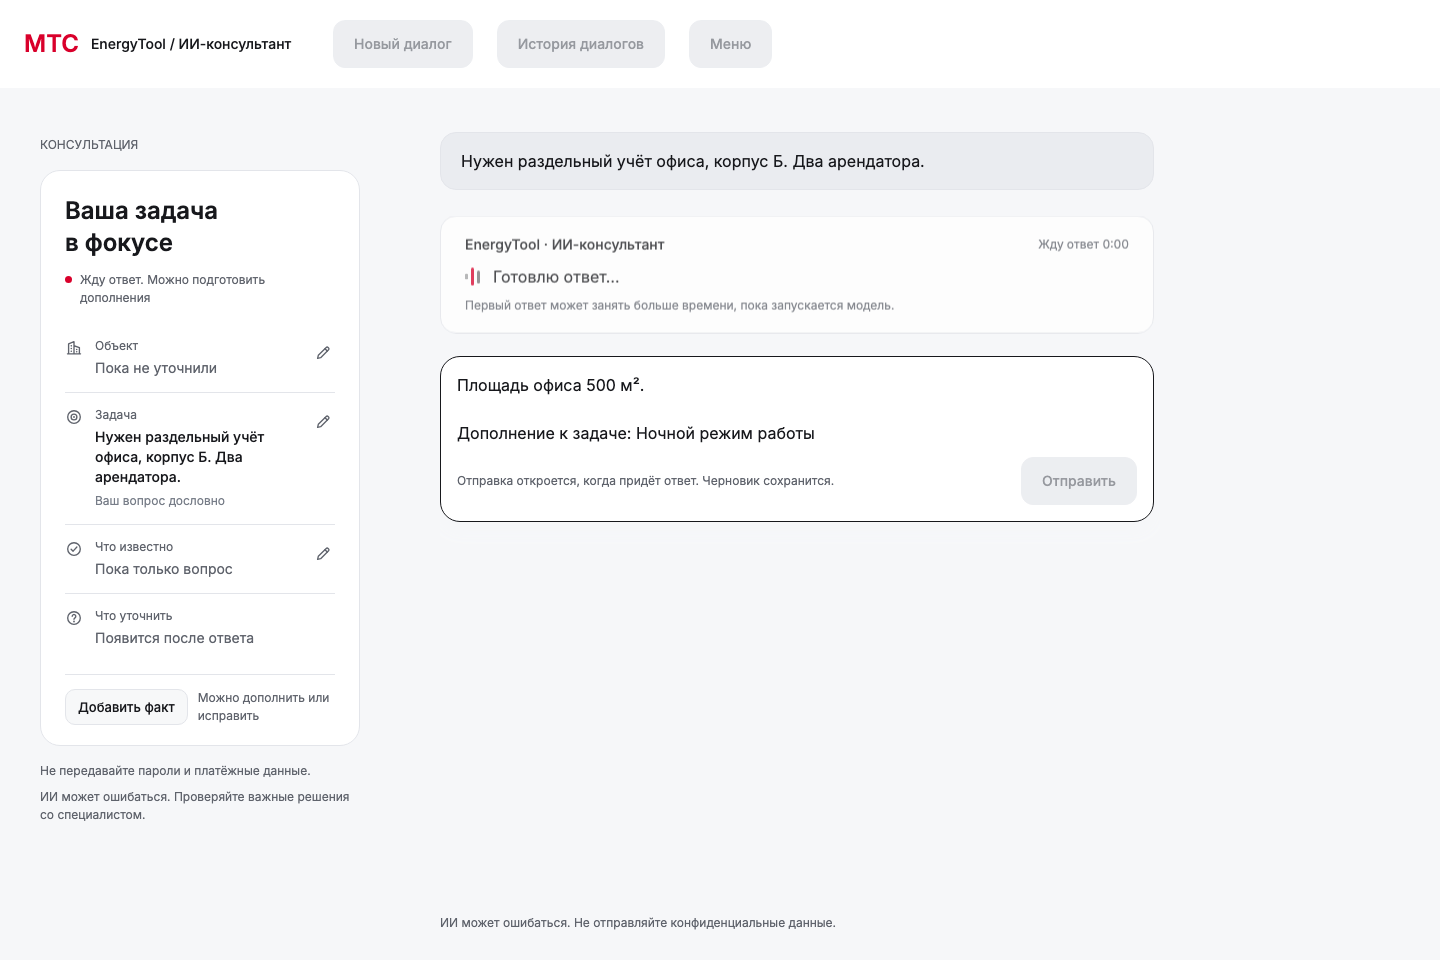 МТС
EnergyTool / ИИ-консультант
Новый диалог
История диалогов
Меню
КОНСУЛЬТАЦИЯ
Ваша задача
в фокусе
Жду ответ. Можно подготовить
дополнения
Объект
Пока не уточнили
Задача
Нужен раздельный учёт
офиса, корпус Б. Два
арендатора.
Ваш вопрос дословно
Что известно
Пока только вопрос
Что уточнить
Появится после ответа
Добавить факт
Можно дополнить или
исправить
Не передавайте пароли и платёжные данные.
ИИ может ошибаться. Проверяйте важные решения
со специалистом.
Нужен раздельный учёт офиса, корпус Б. Два арендатора.
EnergyTool · ИИ-консультант
Жду ответ 0:00
Готовлю ответ…
Первый ответ может занять больше времени, пока запускается модель.
Площадь офиса 500 м².
Дополнение к задаче: Ночной режим работы
Отправка откроется, когда придёт ответ. Черновик сохранится.
Отправить
ИИ может ошибаться. Не отправляйте конфиденциальные данные.